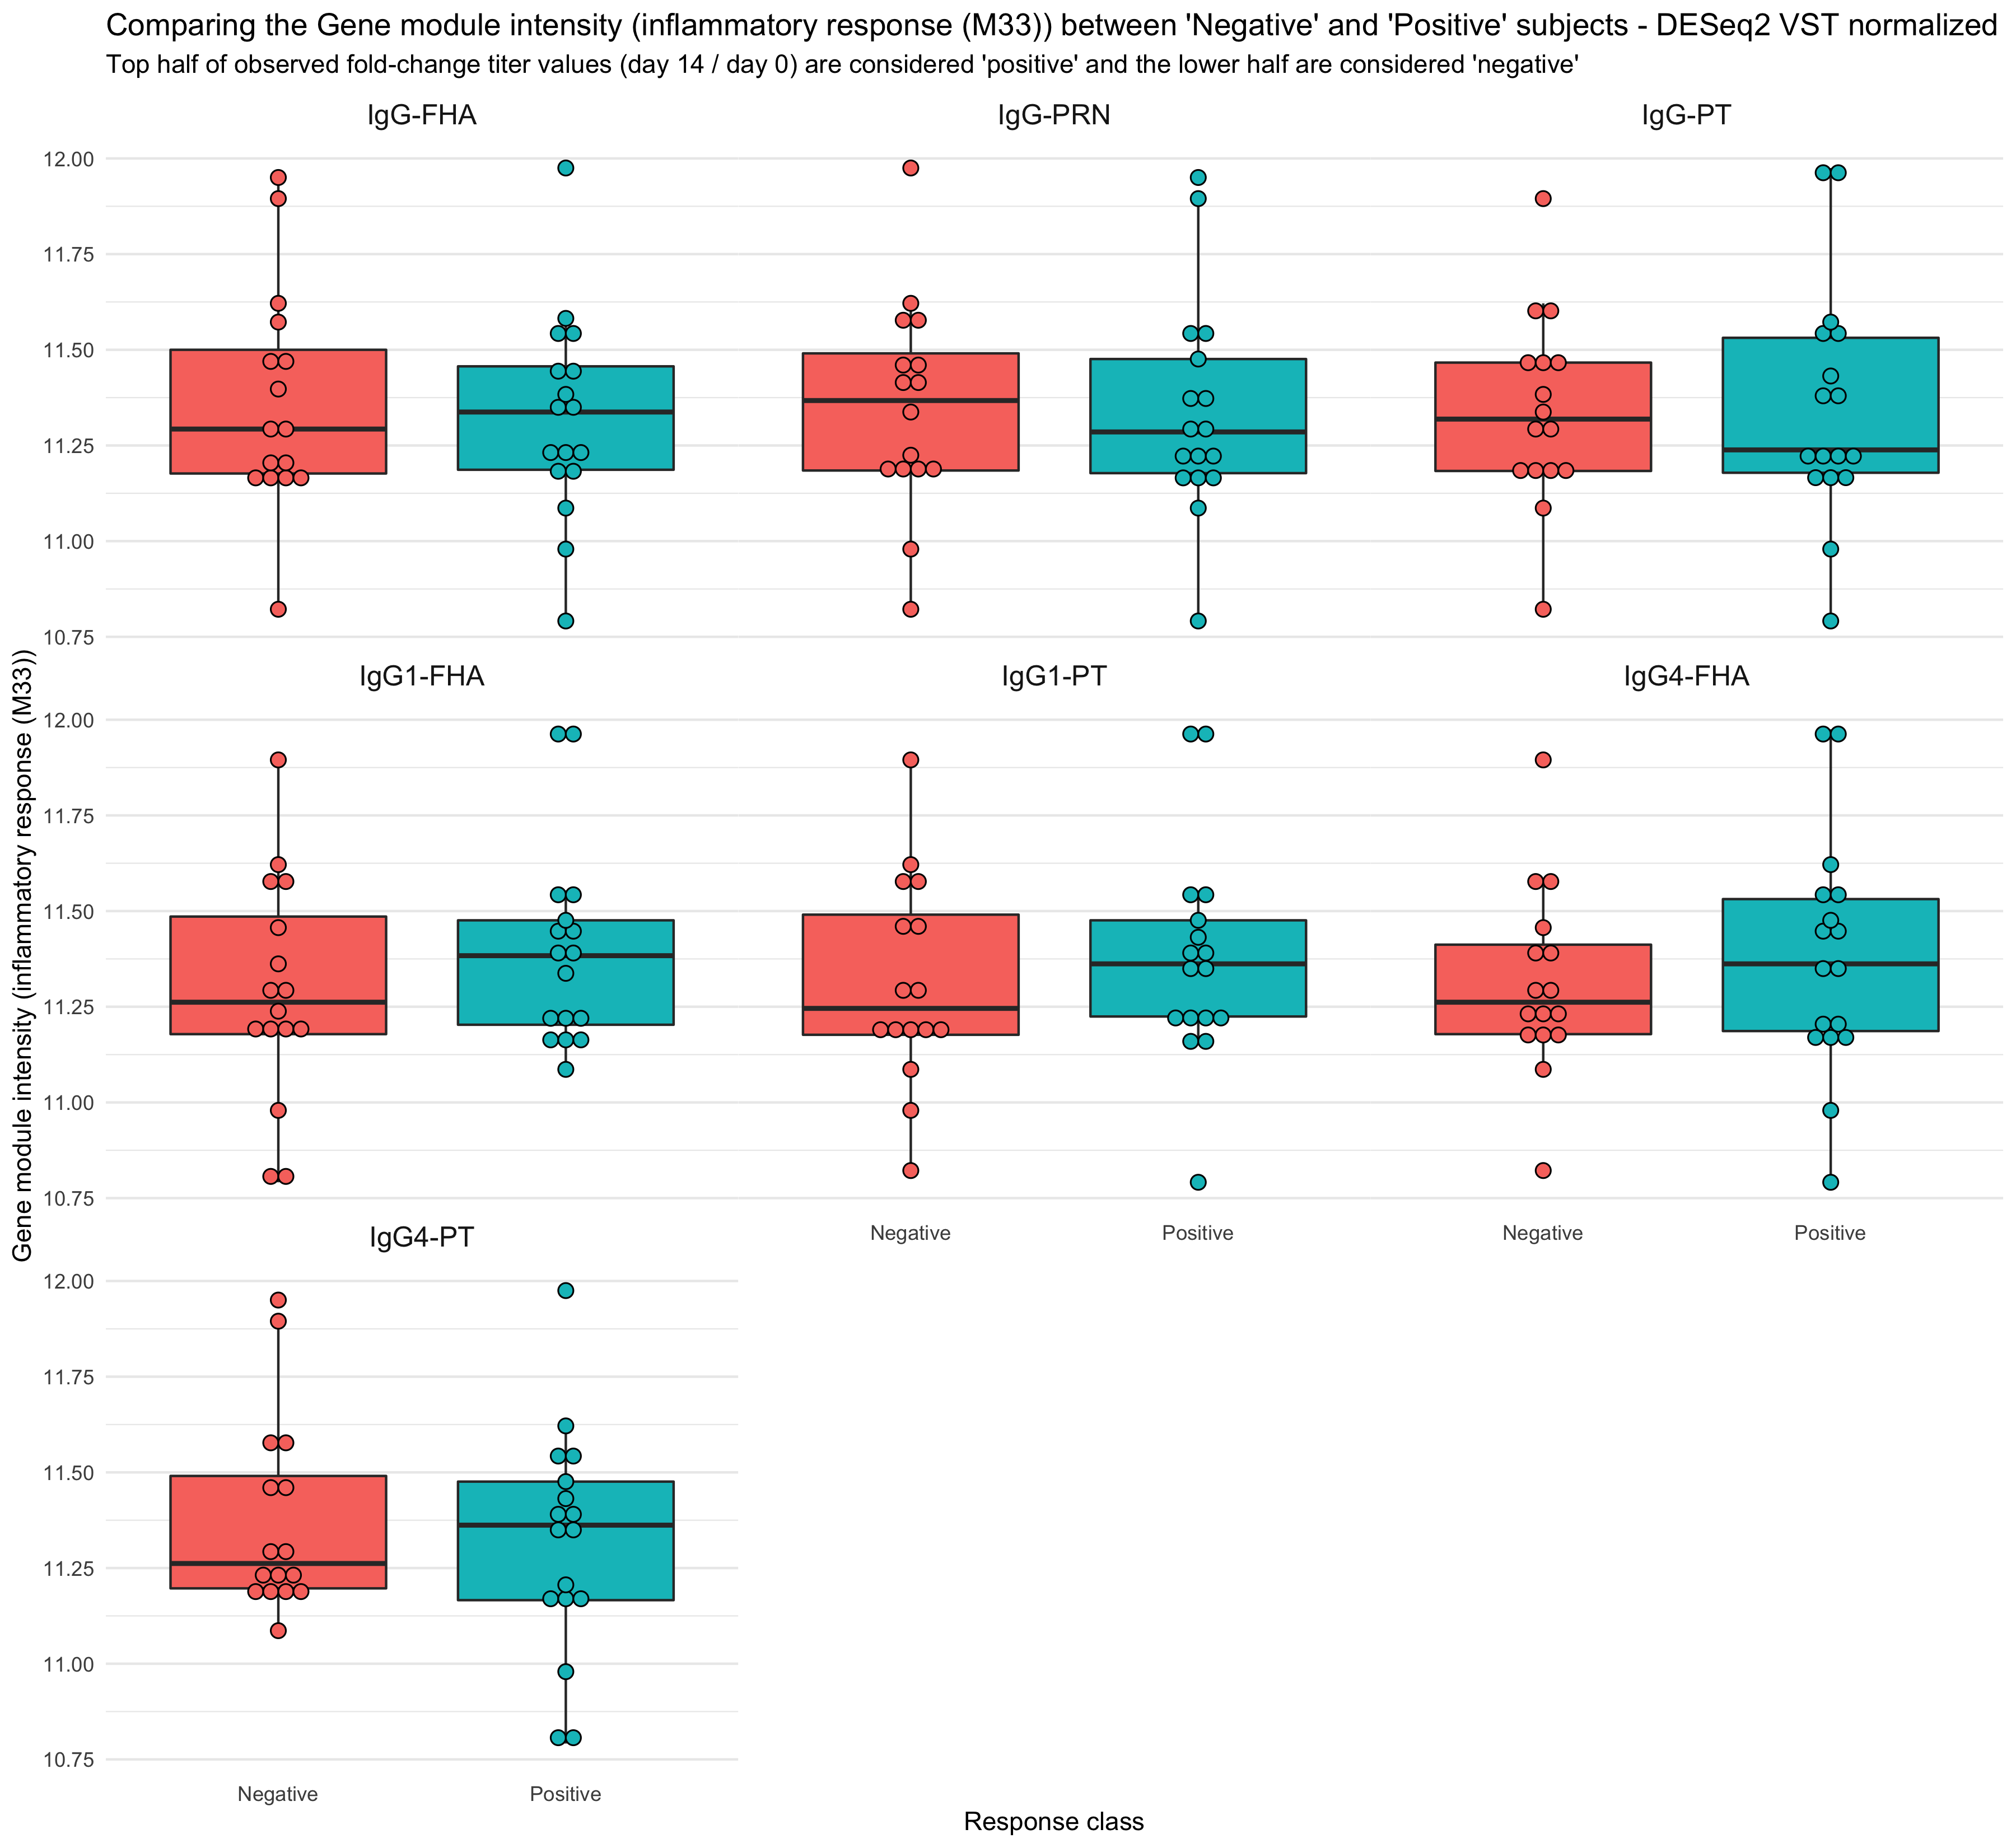 Comparing the Gene module intensity (inflammatory response (M33)) between 'Negative' and 'Positive' subjects - DESeq2 VST normalized
Top half of observed fold-change titer values (day 14 / day 0) are considered 'positive' and the lower half are considered 'negative'
IgG-FHA
IgG-PRN
IgG-PT
12.00
11.75
11.50
11.25
11.00
10.75
Gene module intensity (inflammatory response (M33))
IgG1-FHA
IgG1-PT
IgG4-FHA
12.00
11.75
11.50
11.25
11.00
10.75
Negative
Positive
Negative
Positive
IgG4-PT
12.00
11.75
11.50
11.25
11.00
10.75
Negative
Positive
Response class